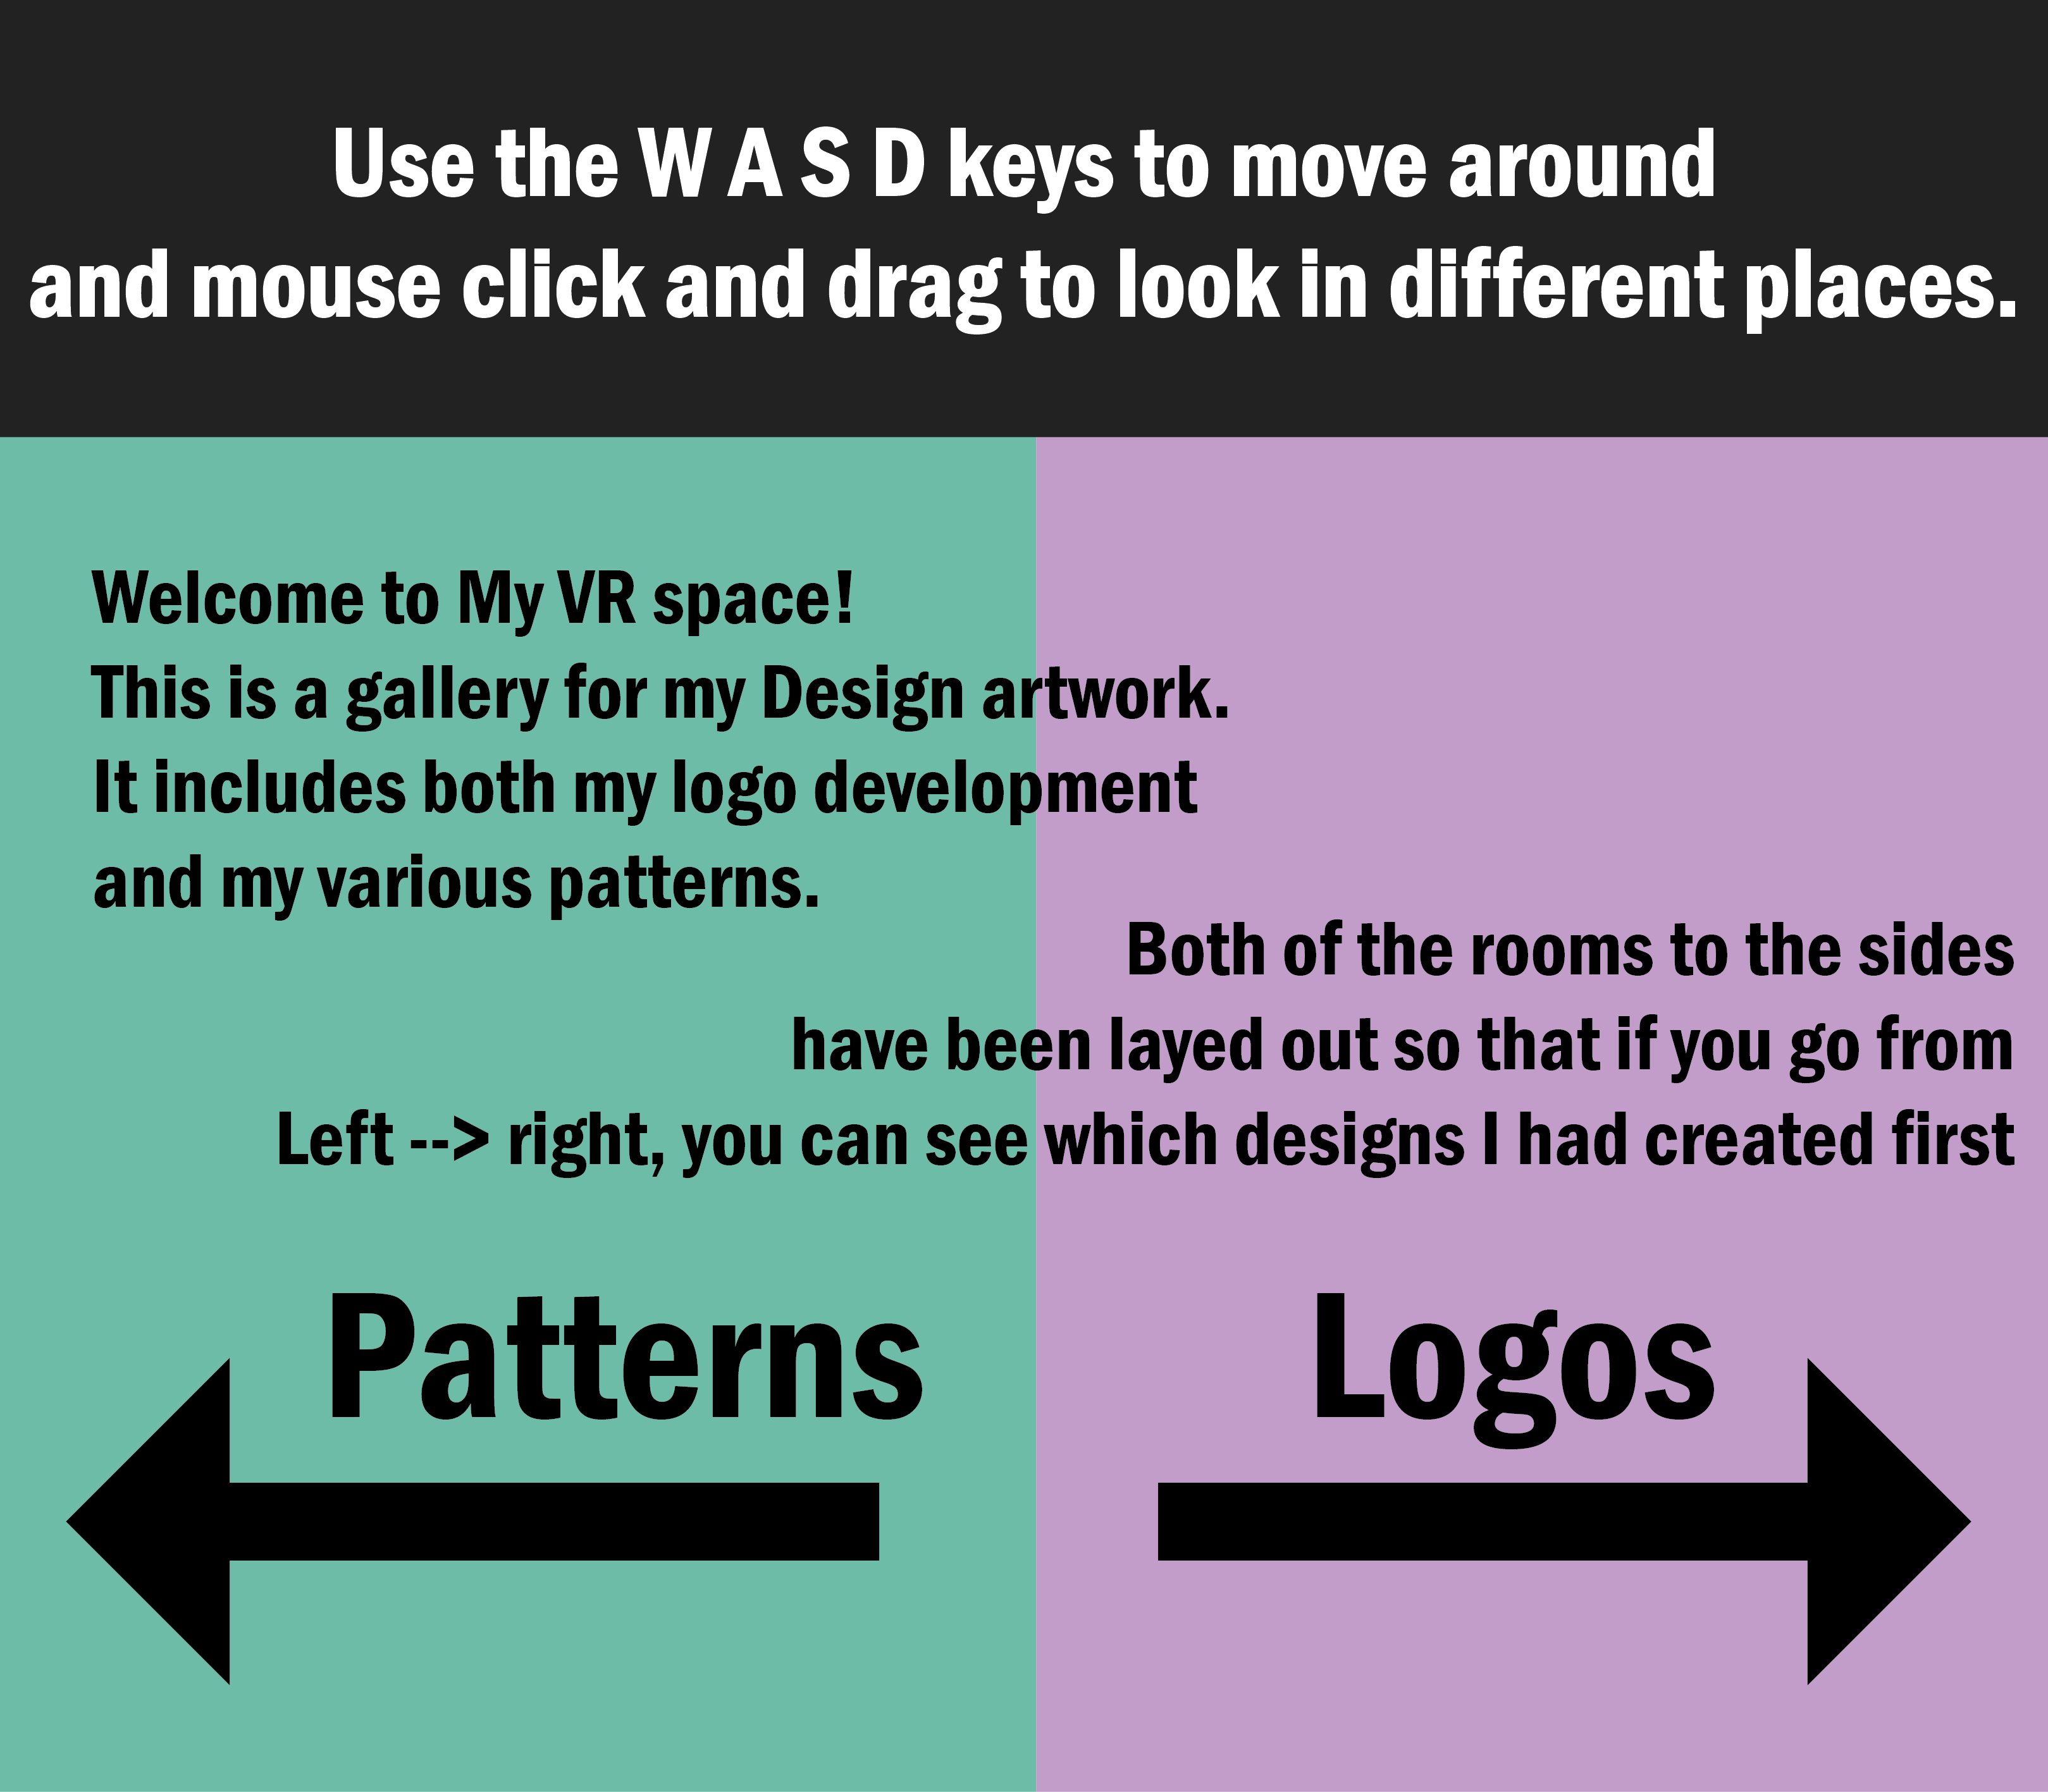 Use the W A S D keys to move around
and mouse click and drag to look in different places.
Welcome to My VR space!
This is a gallery for my Design artwork.
It includes both my logo development
and my various patterns.
Both of the rooms to the sides
have been layed out so that if you go from
Left --> right, you can see which designs I had created first
Patterns
Logos